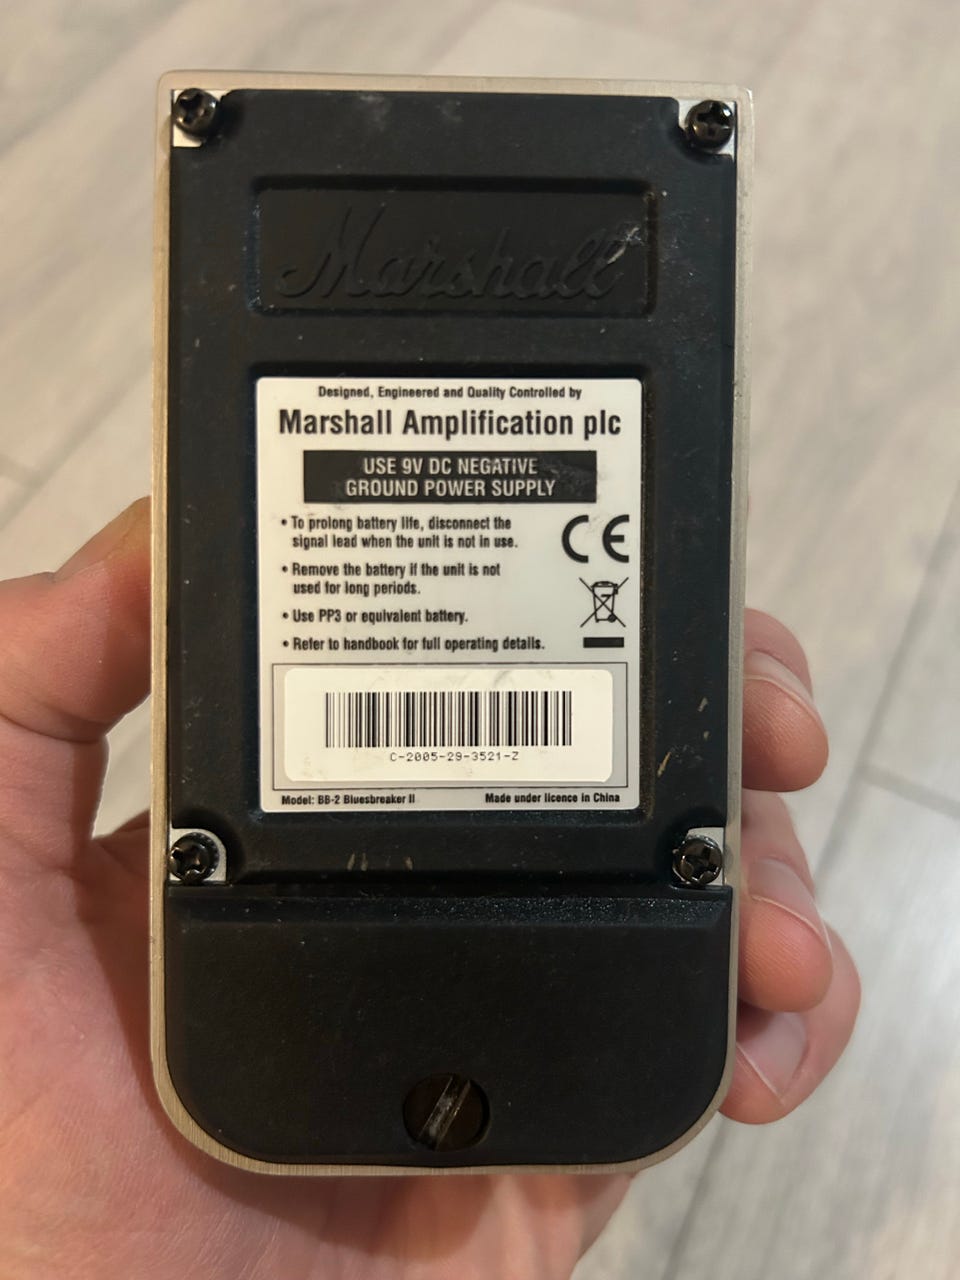 Marshall
Designed, Engineered and Quality Controlled by
Marshall Amplification plc
USE 9V DC NEGATIVE
GROUND POWER SUPPLY
• To prolong battery life, disconnect the
signal lead when the unit is not in use.
• Remove the battery if the unit is not
used for long periods.
• Use PP3 or equivalent battery.
• Refer to handbook for full operating details.
CE
C-2005-29-3521-Z
Model: BB-2 Bluesbreaker II
Made under licence in China